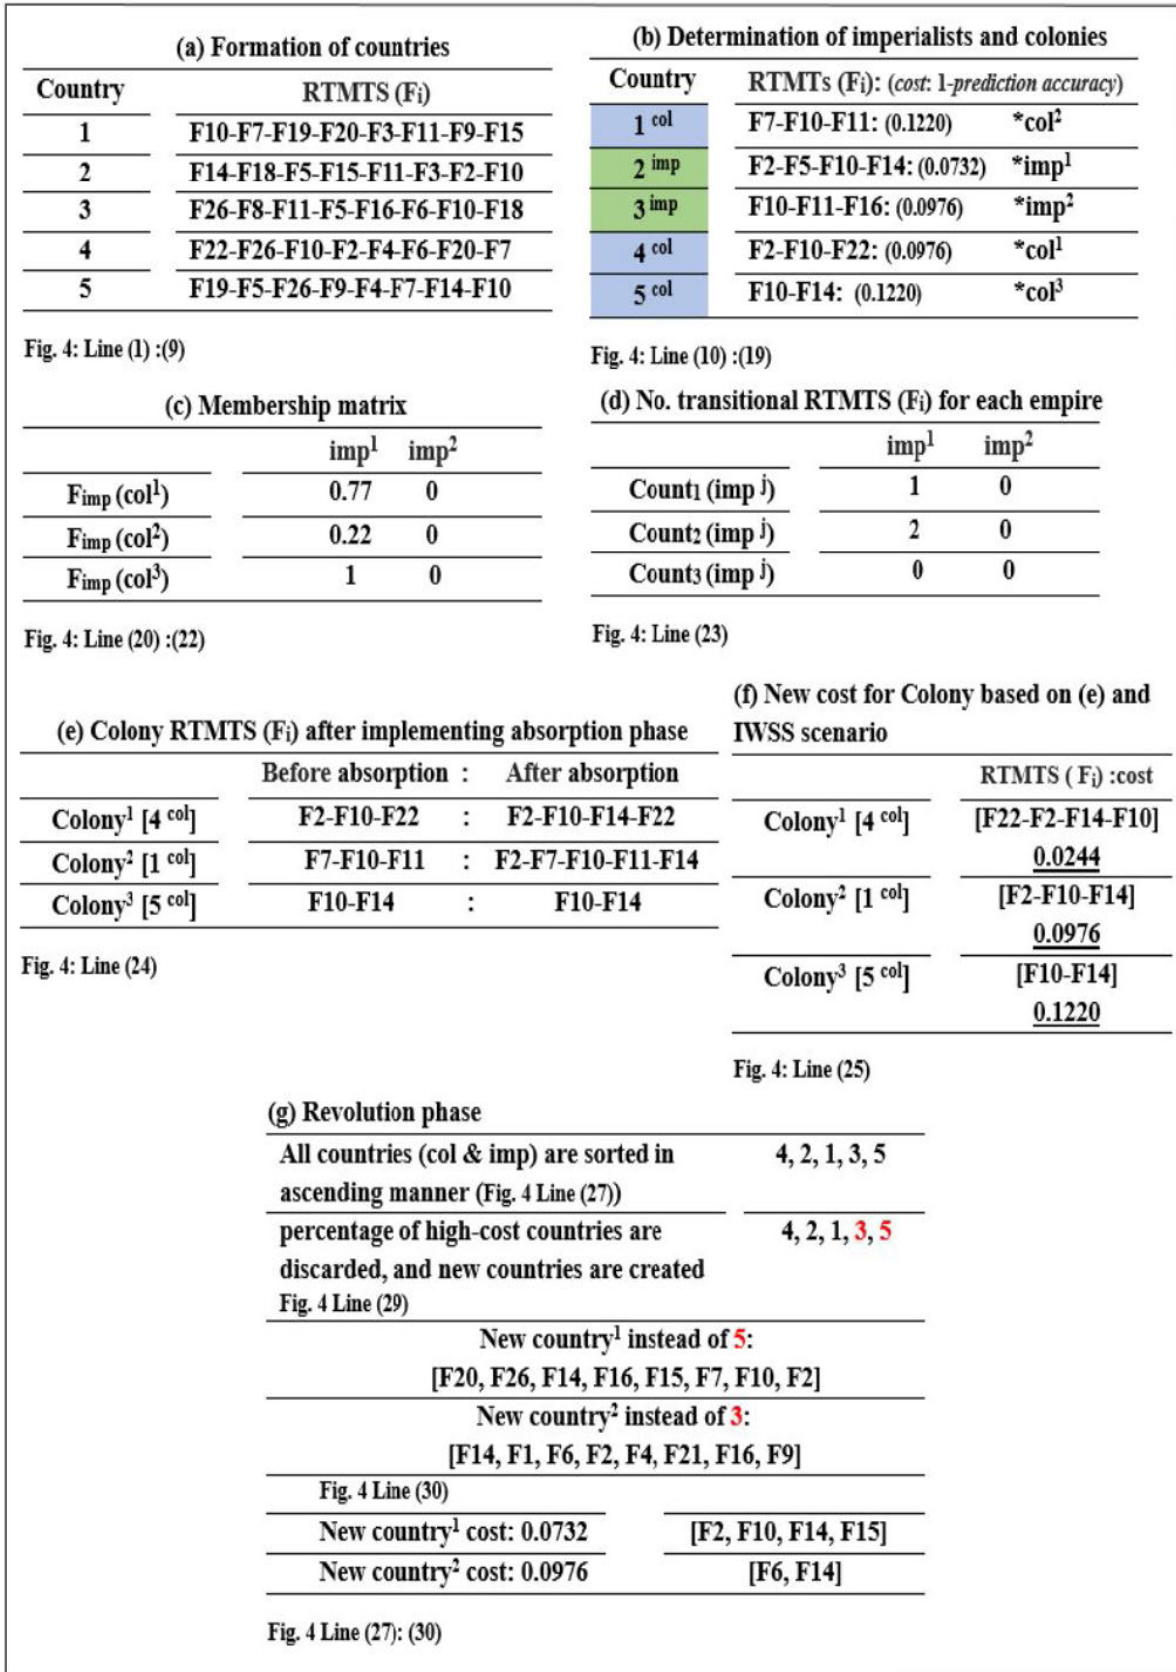 (a) Formation of countries
Country RTMTS (Fi)
1 F10-F7-F19-F20-F3-F11-F9-F15
2 F14-F18-F5-F15-F11-F3-F2-F10
3 F26-F8-F11-F5-F16-F6-F10-F18
4 F22-F26-F10-F2-F4-F6-F20-F7
5 F19-F5-F26-F9-F4-F7-F14-F10
Fig. 4: Line (1) :(9)
(b) Determination of imperialists and colonies
Country RTMTs (Fi): (cost: 1-prediction accuracy)
1 col F7-F10-F11: (0.1220) *col2
2 imp F2-F5-F10-F14: (0.0732) *imp1
3 imp F10-F11-F16: (0.0976) *imp2
4 col F2-F10-F22: (0.0976) *col1
5 col F10-F14: (0.1220) *col3
Fig. 4: Line (10) :(19)
(c) Membership matrix
imp1 imp2
Fimp (col1) 0.77 0
Fimp (col2) 0.22 0
Fimp (col3) 1 0
Fig. 4: Line (20) :(22)
(d) No. transitional RTMTS (Fi) for each empire
imp1 imp2
Count1 (imp j) 1 0
Count2 (imp j) 2 0
Count3 (imp j) 0 0
Fig. 4: Line (23)
(e) Colony RTMTS (Fi) after implementing absorption phase
Before absorption : After absorption
Colony1 [4 col] F2-F10-F22 : F2-F10-F14-F22
Colony2 [1 col] F7-F10-F11 : F2-F7-F10-F11-F14
Colony3 [5 col] F10-F14 : F10-F14
Fig. 4: Line (24)
(f) New cost for Colony based on (e) and
IWSS scenario
RTMTS ( Fi) :cost
Colony1 [4 col] [F22-F2-F14-F10]
0.0244
Colony2 [1 col] [F2-F10-F14]
0.0976
Colony3 [5 col] [F10-F14]
0.1220
Fig. 4: Line (25)
(g) Revolution phase
All countries (col & imp) are sorted in 4, 2, 1, 3, 5
ascending manner (Fig. 4 Line (27))
percentage of high-cost countries are 4, 2, 1, 3, 5
discarded, and new countries are created
Fig. 4 Line (29)
New country1 instead of 5:
[F20, F26, F14, F16, F15, F7, F10, F2]
New country2 instead of 3:
[F14, F1, F6, F2, F4, F21, F16, F9]
Fig. 4 Line (30)
New country1 cost: 0.0732 [F2, F10, F14, F15]
New country2 cost: 0.0976 [F6, F14]
Fig. 4 Line (27): (30)